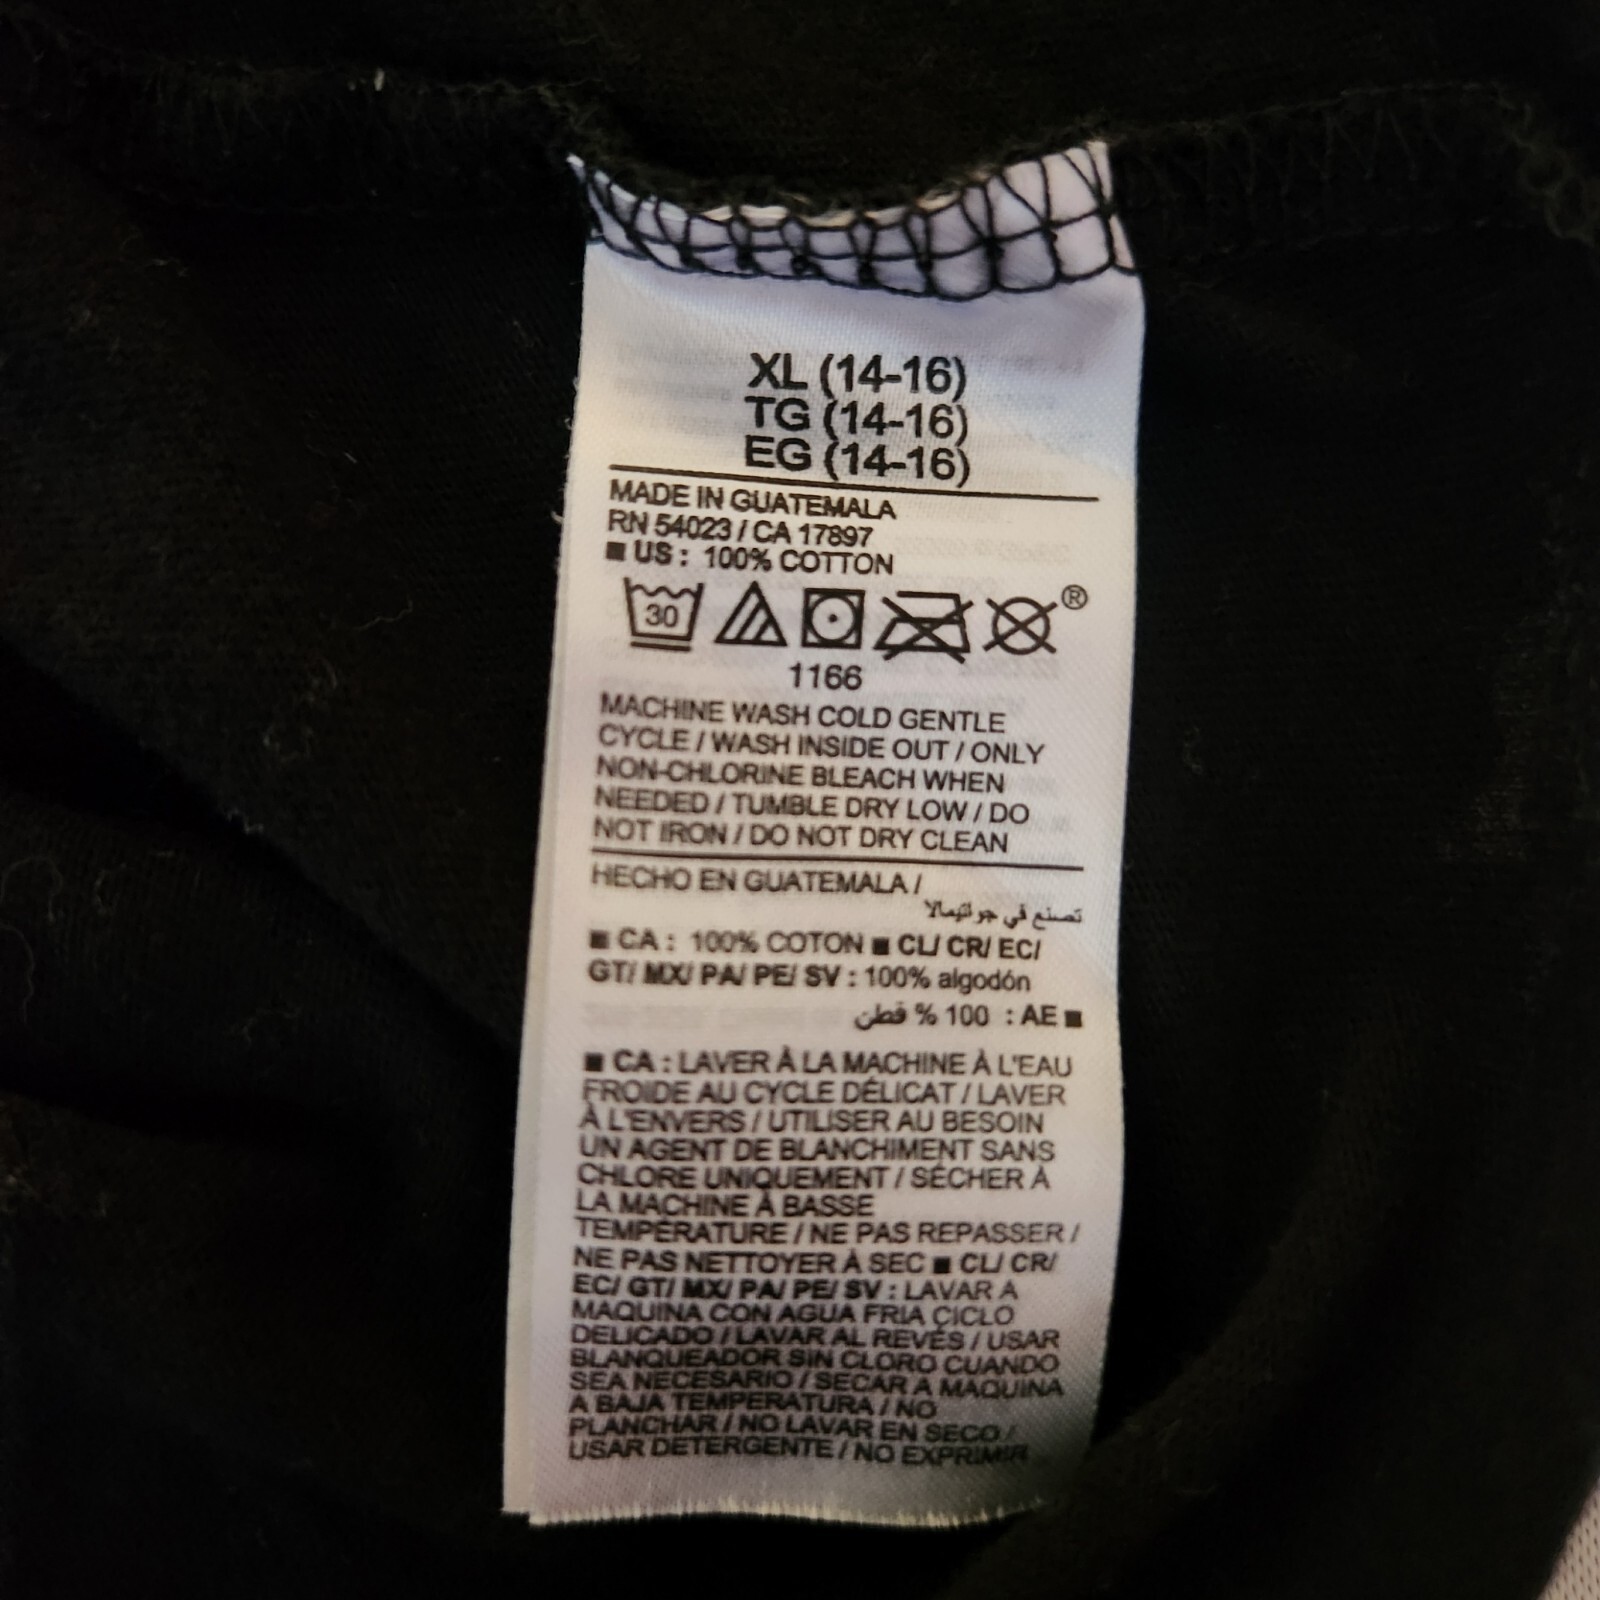 XL (14-16)
TG (14-16)
EG (14-16)
MADE IN GUATEMALA
RN 54023 / CA 17897
■ US : 100% COTTON
30 ®
1166
MACHINE WASH COLD GENTLE
CYCLE / WASH INSIDE OUT / ONLY
NON-CHLORINE BLEACH WHEN
NEEDED / TUMBLE DRY LOW / DO
NOT IRON / DO NOT DRY CLEAN
HECHO EN GUATEMALA /
تصنع في جواتيمالا
■ CA : 100% COTON ■ CL/ CR/ EC/
GT/ MX/ PA/ PE/ SV : 100% algodón
■ AE : 100 % قطن
■ CA : LAVER À LA MACHINE À L'EAU
FROIDE AU CYCLE DÉLICAT / LAVER
À L'ENVERS / UTILISER AU BESOIN
UN AGENT DE BLANCHIMENT SANS
CHLORE UNIQUEMENT / SÉCHER À
LA MACHINE À BASSE
TEMPÉRATURE / NE PAS REPASSER /
NE PAS NETTOYER À SEC ■ CL/ CR/
EC/ GT/ MX/ PA/ PE/ SV : LAVAR A
MAQUINA CON AGUA FRIA CICLO
DELICADO / LAVAR AL REVÉS / USAR
BLANQUEADOR SIN CLORO CUANDO
SEA NECESARIO / SECAR A MAQUINA
A BAJA TEMPERATURA / NO
PLANCHAR / NO LAVAR EN SECO /
USAR DETERGENTE / NO EXPRIMIR